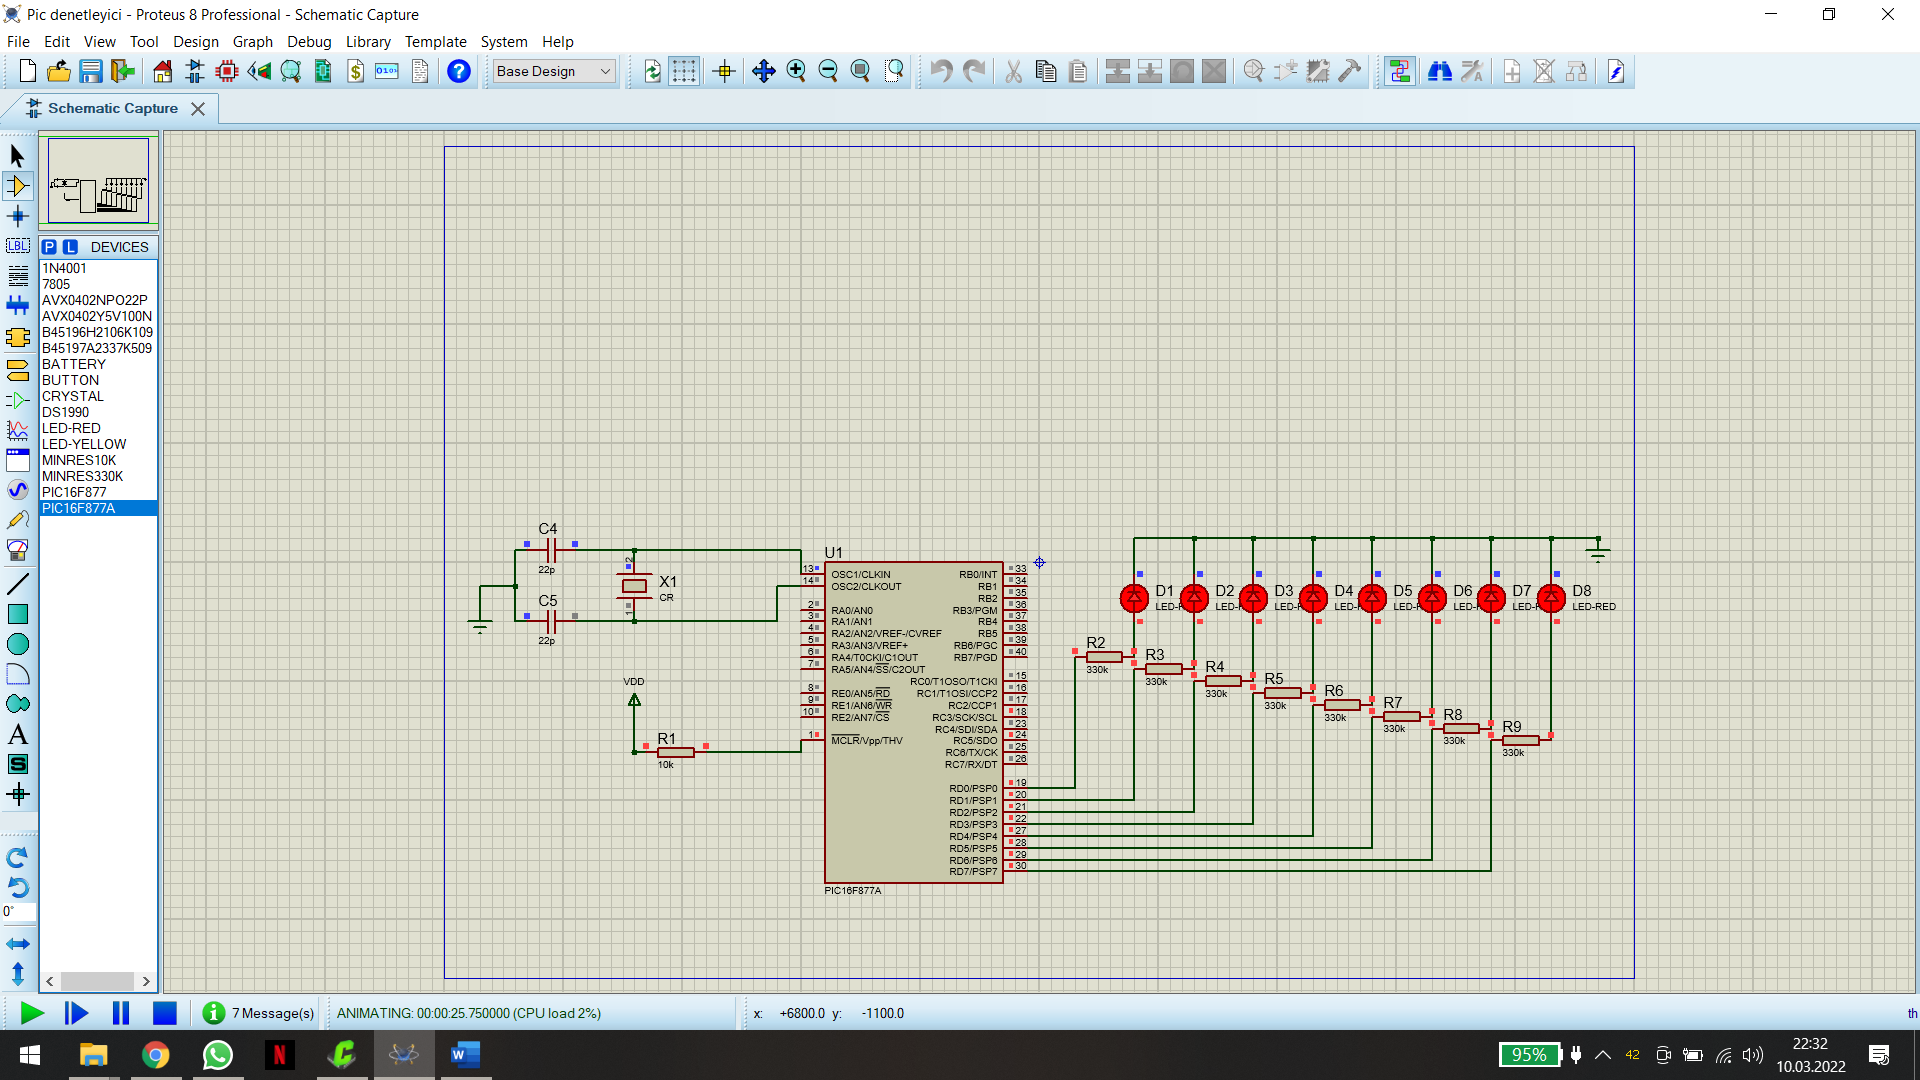 Pic denetleyici - Proteus 8 Professional - Schematic Capture
File Edit View Tool Design Graph Debug Library Template System Help
Base Design
Schematic Capture
P L DEVICES
1N4001
7805
AVX0402NPO22P
AVX0402Y5V100N
B45196H2106K109
B45197A2337K509
BATTERY
BUTTON
CRYSTAL
DS1990
LED-RED
LED-YELLOW
MINRES10K
MINRES330K
PIC16F877
PIC16F877A
LBL
A
S
0°
C4
22p
C5
22p
X1
CR
2
1
VDD
R1
10k
U1
13 OSC1/CLKIN
14 OSC2/CLKOUT
2 RA0/AN0
3 RA1/AN1
4 RA2/AN2/VREF-/CVREF
5 RA3/AN3/VREF+
6 RA4/T0CKI/C1OUT
7 RA5/AN4/SS/C2OUT
8 RE0/AN5/RD
9 RE1/AN6/WR
10 RE2/AN7/CS
1 MCLR/Vpp/THV
RB0/INT 33
RB1 34
RB2 35
RB3/PGM 36
RB4 37
RB5 38
RB6/PGC 39
RB7/PGD 40
RC0/T1OSO/T1CKI 15
RC1/T1OSI/CCP2 16
RC2/CCP1 17
RC3/SCK/SCL 18
RC4/SDI/SDA 23
RC5/SDO 24
RC6/TX/CK 25
RC7/RX/DT 26
RD0/PSP0 19
RD1/PSP1 20
RD2/PSP2 21
RD3/PSP3 22
RD4/PSP4 27
RD5/PSP5 28
RD6/PSP6 29
RD7/PSP7 30
PIC16F877A
D1 D2 D3 D4 D5 D6 D7 D8
LED-R LED-R LED-R LED-R LED-R LED-R LED-R LED-RED
R2
330k
R3
330k
R4
330k
R5
330k
R6
330k
R7
330k
R8
330k
R9
330k
7 Message(s) ANIMATING: 00:00:25.750000 (CPU load 2%) x: +6800.0 y: -1100.0 th
95% 42 22:32
10.03.2022